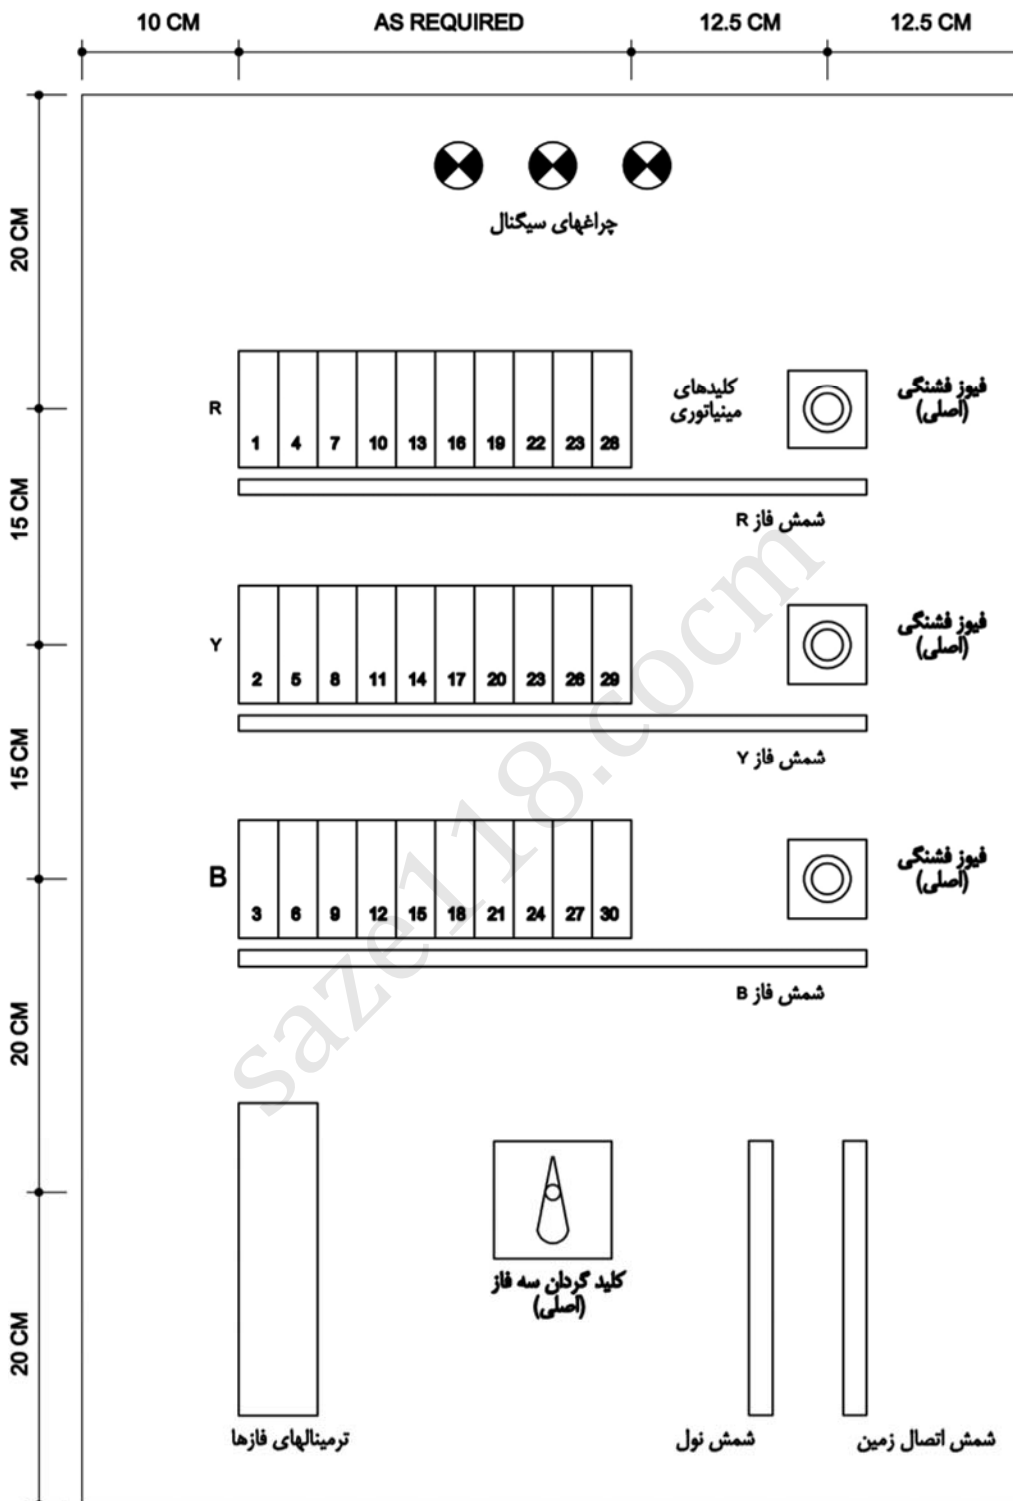 10 CM AS REQUIRED 12.5 CM 12.5 CM
20 CM
چراغهای سیگنال
R
1 4 7 10 13 16 19 22 23 28
کلیدهای
مینیاتوری
فیوز فشنگی
(اصلی)
15 CM
شمش فاز R
Y
2 5 8 11 14 17 20 23 26 29
فیوز فشنگی
(اصلی)
15 CM
شمش فاز Y
B
3 6 9 12 15 18 21 24 27 30
فیوز فشنگی
(اصلی)
شمش فاز B
20 CM
کلید گردان سه فاز
(اصلی)
20 CM
ترمینالهای فازها
شمش نول
شمش اتصال زمین
saze118.cocm